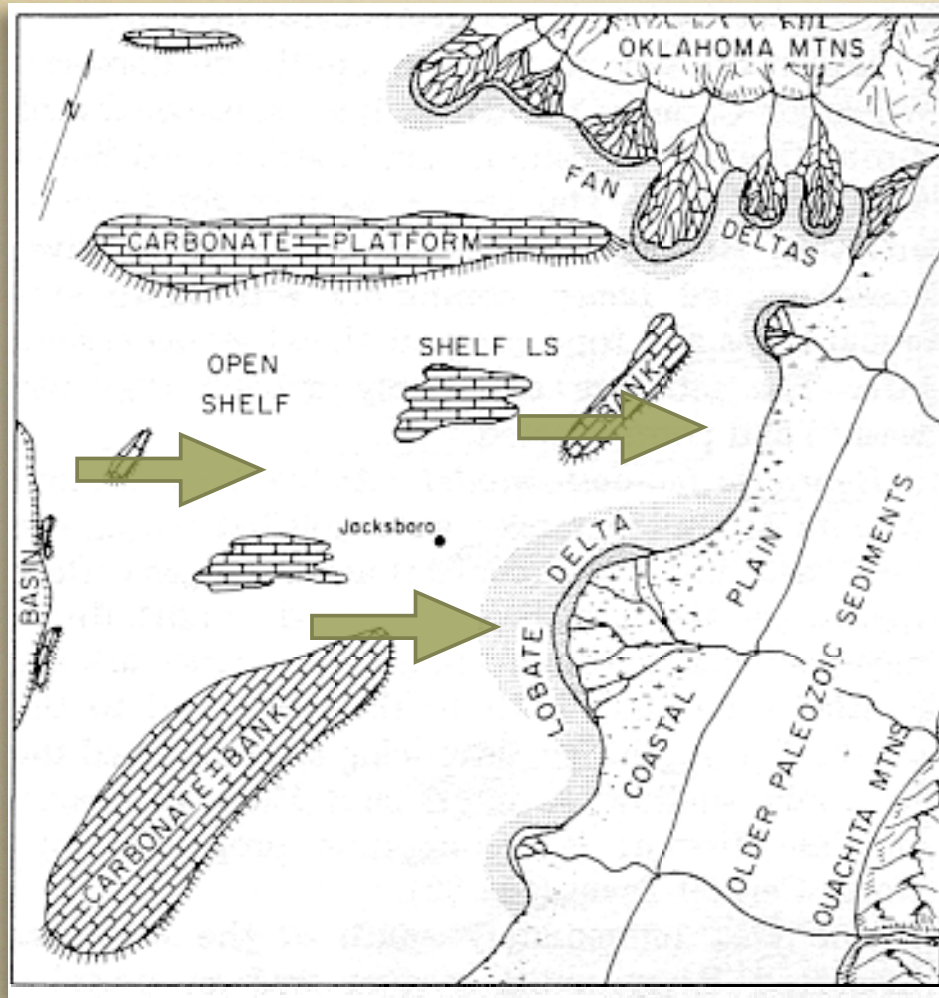 OKLAHOMA MTNS
N
FAN
DELTAS
CARBONATE PLATFORM
OPEN
SHELF
SHELF LS
BANK
Jacksboro
BASIN
DELTA
LOBATE
PLAIN
COASTAL
CARBONATE BANK
OLDER PALEOZOIC SEDIMENTS
OUACHITA MTNS